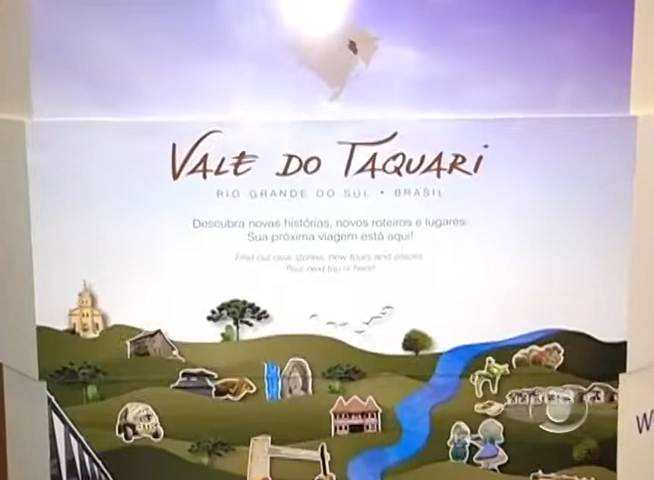 VALE DO TAQUARI
RIO GRANDE DO SUL • BRASIL
Descubra novas histórias, novos roteiros e lugares.
Sua próxima viagem está aqui!
Find out new stories, new tours and places.
Your next trip is here!
W